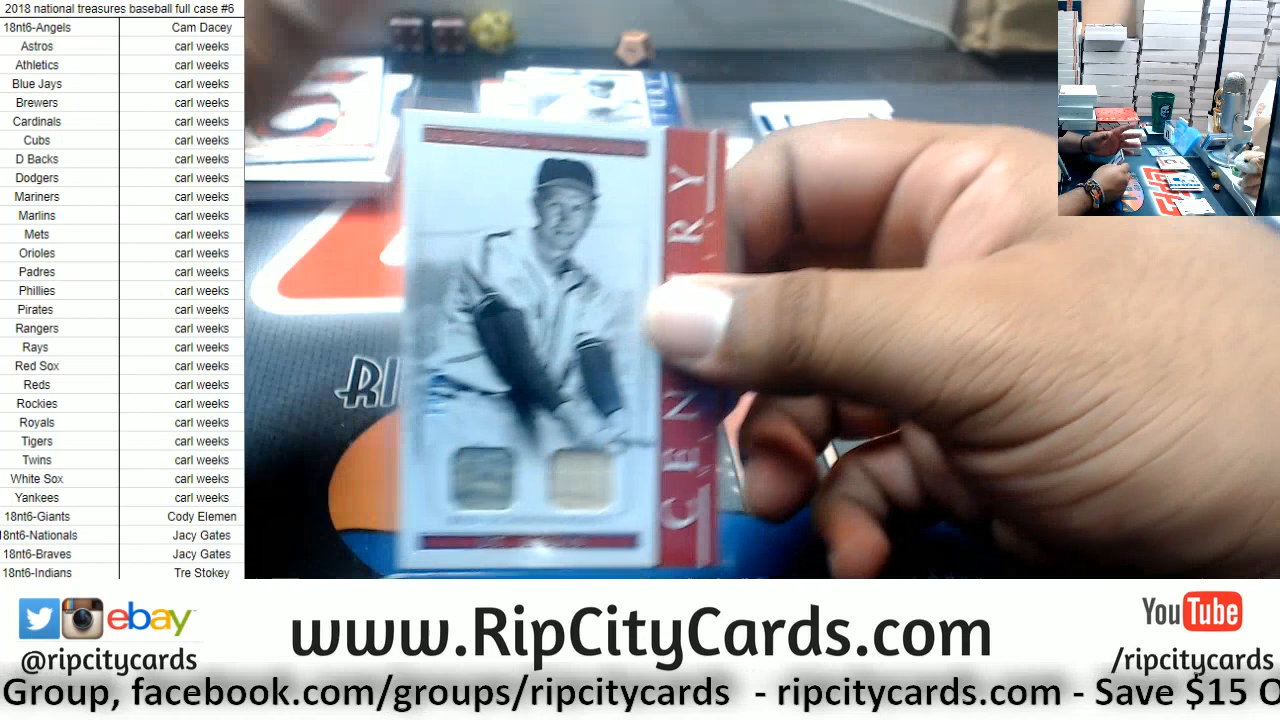 2018 national treasures baseball full case #6
18nt6-Angels Cam Dacey
Astros carl weeks
Athletics carl weeks
Blue Jays carl weeks
Brewers carl weeks
Cardinals carl weeks
Cubs carl weeks
D Backs carl weeks
Dodgers carl weeks
Mariners carl weeks
Marlins carl weeks
Mets carl weeks
Orioles carl weeks
Padres carl weeks
Phillies carl weeks
Pirates carl weeks
Rangers carl weeks
Rays carl weeks
Red Sox carl weeks
Reds carl weeks
Rockies carl weeks
Royals carl weeks
Tigers carl weeks
Twins carl weeks
White Sox carl weeks
Yankees carl weeks
18nt6-Giants Cody Elemen
18nt6-Nationals Jacy Gates
18nt6-Braves Jacy Gates
18nt6-Indians Tre Stokey
CEN RY
RI
ebay
@ripcitycards
www.RipCityCards.com
YouTube
/ripcitycards
Group, facebook.com/groups/ripcitycards - ripcitycards.com - Save $15 O